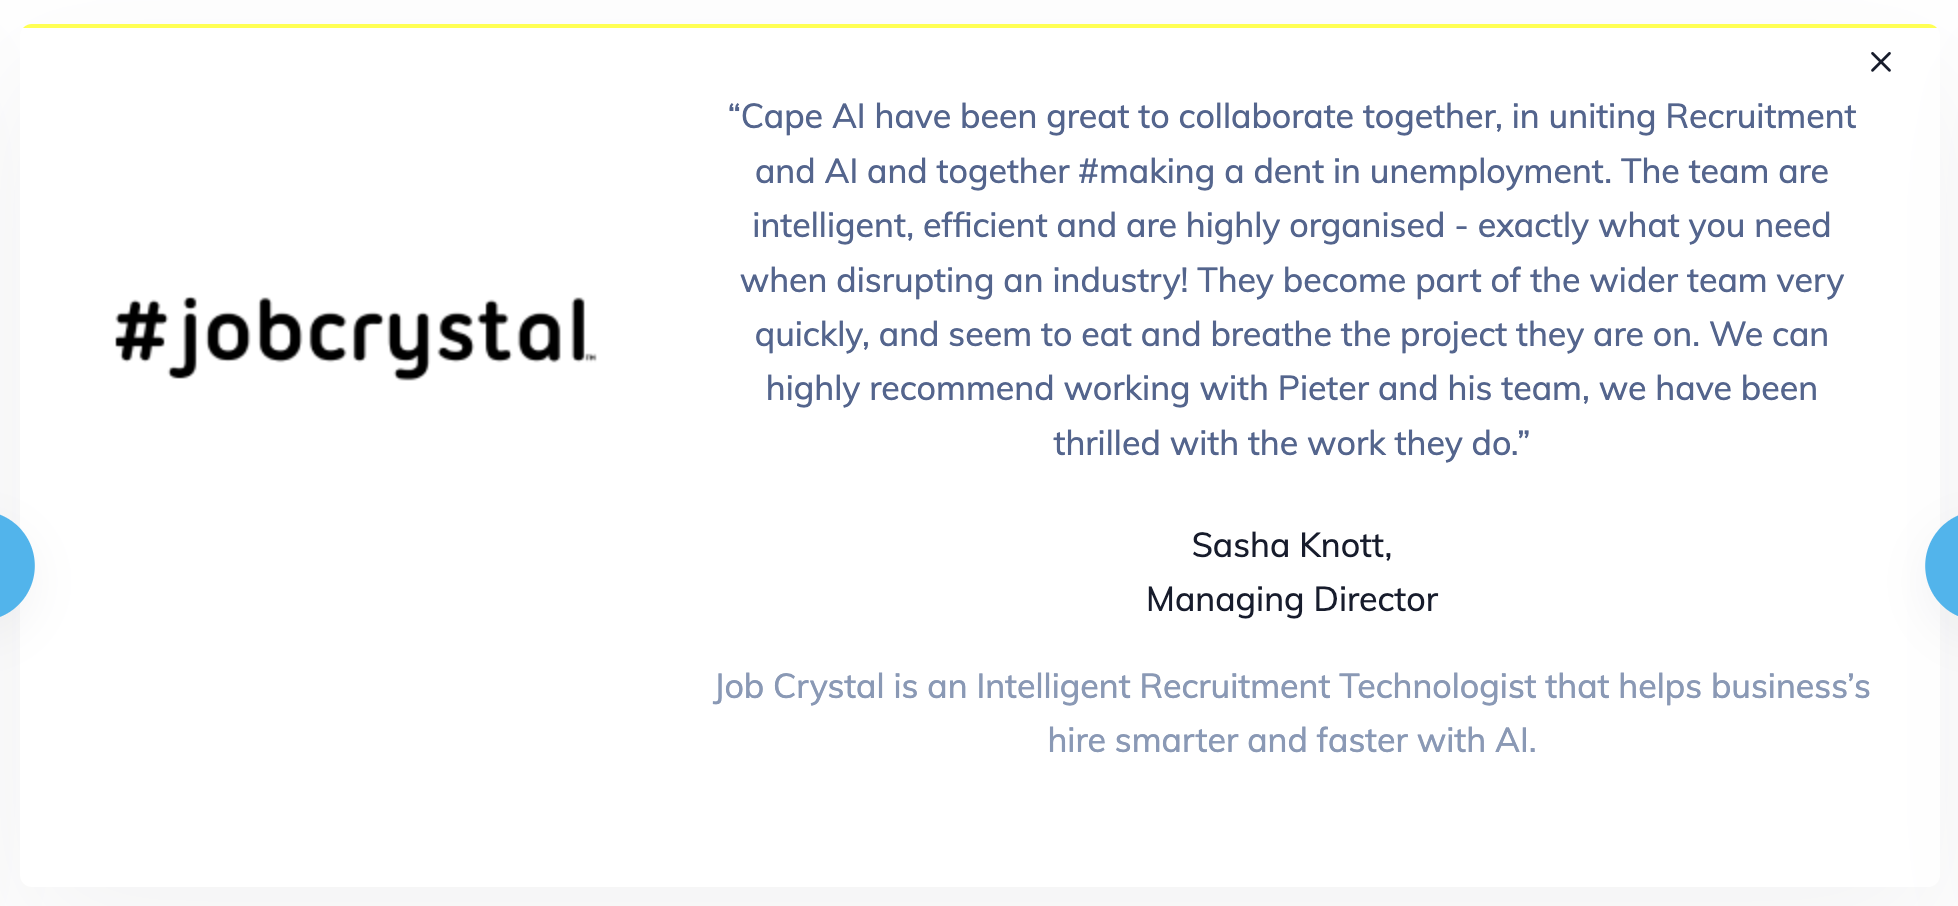 #jobcrystal™
“Cape AI have been great to collaborate together, in uniting Recruitment
and AI and together #making a dent in unemployment. The team are
intelligent, efficient and are highly organised - exactly what you need
when disrupting an industry! They become part of the wider team very
quickly, and seem to eat and breathe the project they are on. We can
highly recommend working with Pieter and his team, we have been
thrilled with the work they do.”
Sasha Knott,
Managing Director
Job Crystal is an Intelligent Recruitment Technologist that helps business’s
hire smarter and faster with AI.